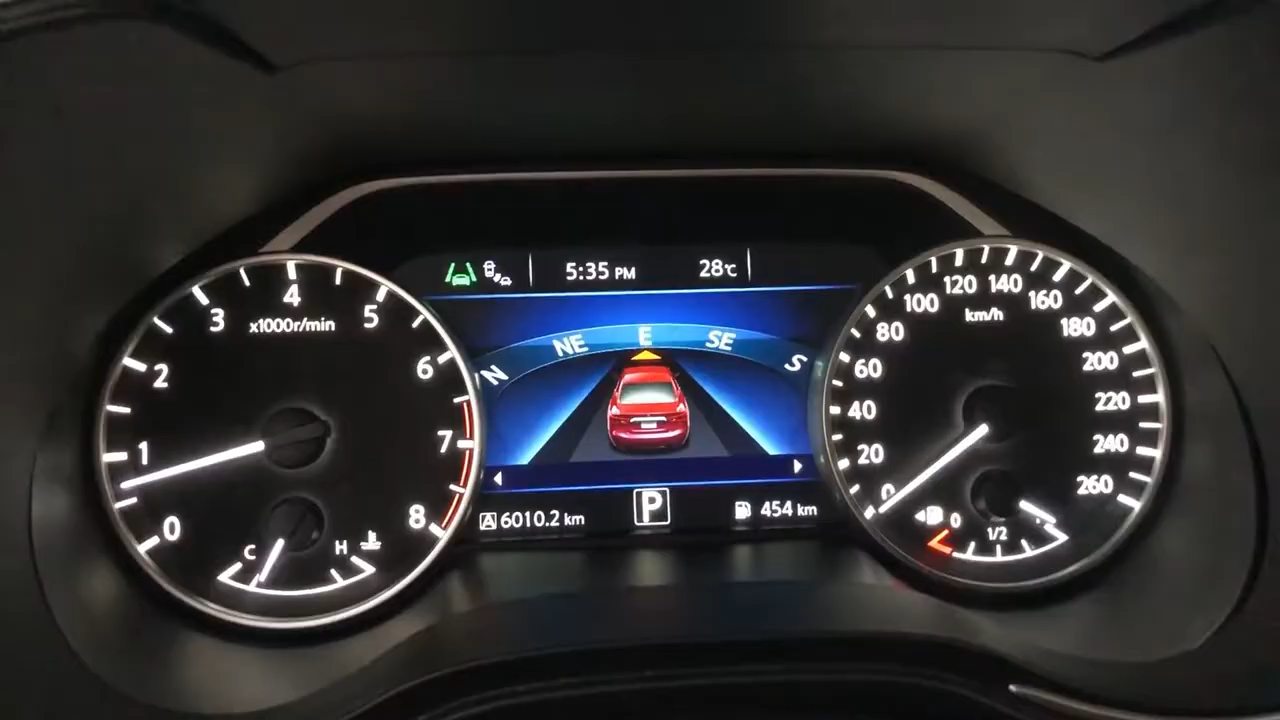 5:35 PM 28℃
0 1 2 3 4 5 6 7 8
x1000r/min
C H
N NE E SE S
A 6010.2 km
P
454 km
0 20 40 60 80 100 120 140 160 180 200 220 240 260
km/h
0 1/2